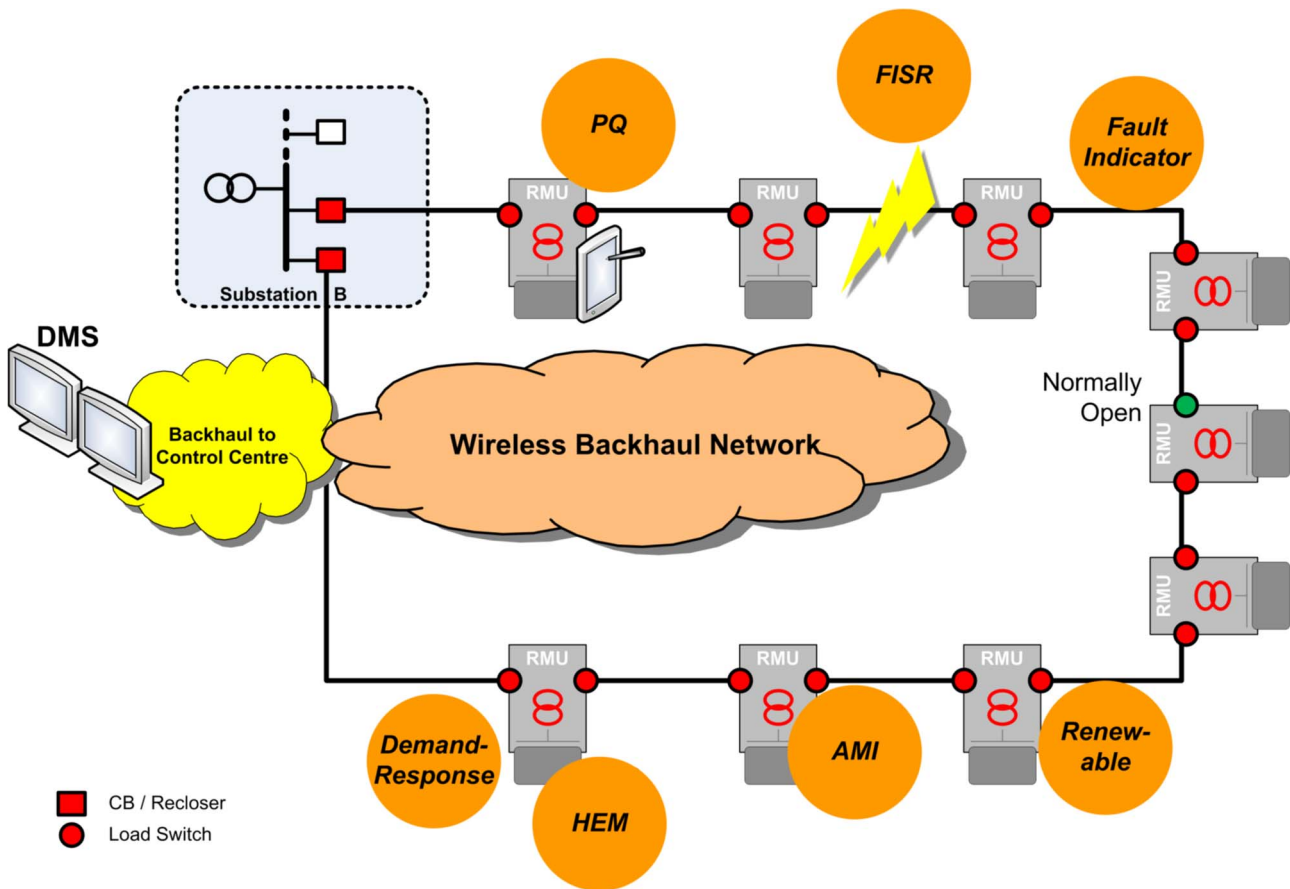 PQ
FISR
Fault
Indicator
RMU
RMU
RMU
Substation B
RMU
DMS
Normally
Open
RMU
Backhaul to
Control Centre
Wireless Backhaul Network
RMU
RMU
RMU
RMU
Demand-
Response
HEM
AMI
Renew-
able
CB / Recloser
Load Switch